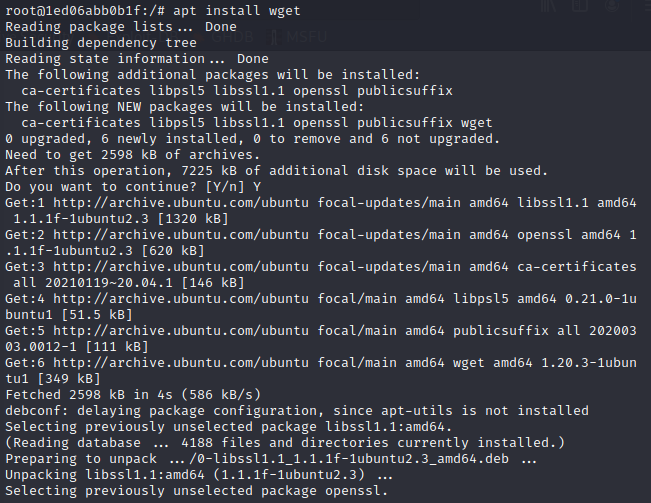 root@1ed06abb0b1f:/# apt install wget
Reading package lists... Done
Building dependency tree
Reading state information... Done
The following additional packages will be installed:
  ca-certificates libpsl5 libssl1.1 openssl publicsuffix
The following NEW packages will be installed:
  ca-certificates libpsl5 libssl1.1 openssl publicsuffix wget
0 upgraded, 6 newly installed, 0 to remove and 6 not upgraded.
Need to get 2598 kB of archives.
After this operation, 7225 kB of additional disk space will be used.
Do you want to continue? [Y/n] Y
Get:1 http://archive.ubuntu.com/ubuntu focal-updates/main amd64 libssl1.1 amd64
 1.1.1f-1ubuntu2.3 [1320 kB]
Get:2 http://archive.ubuntu.com/ubuntu focal-updates/main amd64 openssl amd64 1
.1.1f-1ubuntu2.3 [620 kB]
Get:3 http://archive.ubuntu.com/ubuntu focal-updates/main amd64 ca-certificates
 all 20210119~20.04.1 [146 kB]
Get:4 http://archive.ubuntu.com/ubuntu focal/main amd64 libpsl5 amd64 0.21.0-1u
buntu1 [51.5 kB]
Get:5 http://archive.ubuntu.com/ubuntu focal/main amd64 publicsuffix all 202003
03.0012-1 [111 kB]
Get:6 http://archive.ubuntu.com/ubuntu focal/main amd64 wget amd64 1.20.3-1ubun
tu1 [349 kB]
Fetched 2598 kB in 4s (586 kB/s)
debconf: delaying package configuration, since apt-utils is not installed
Selecting previously unselected package libssl1.1:amd64.
(Reading database ... 4188 files and directories currently installed.)
Preparing to unpack .../0-libssl1.1_1.1.1f-1ubuntu2.3_amd64.deb ...
Unpacking libssl1.1:amd64 (1.1.1f-1ubuntu2.3) ...
Selecting previously unselected package openssl.